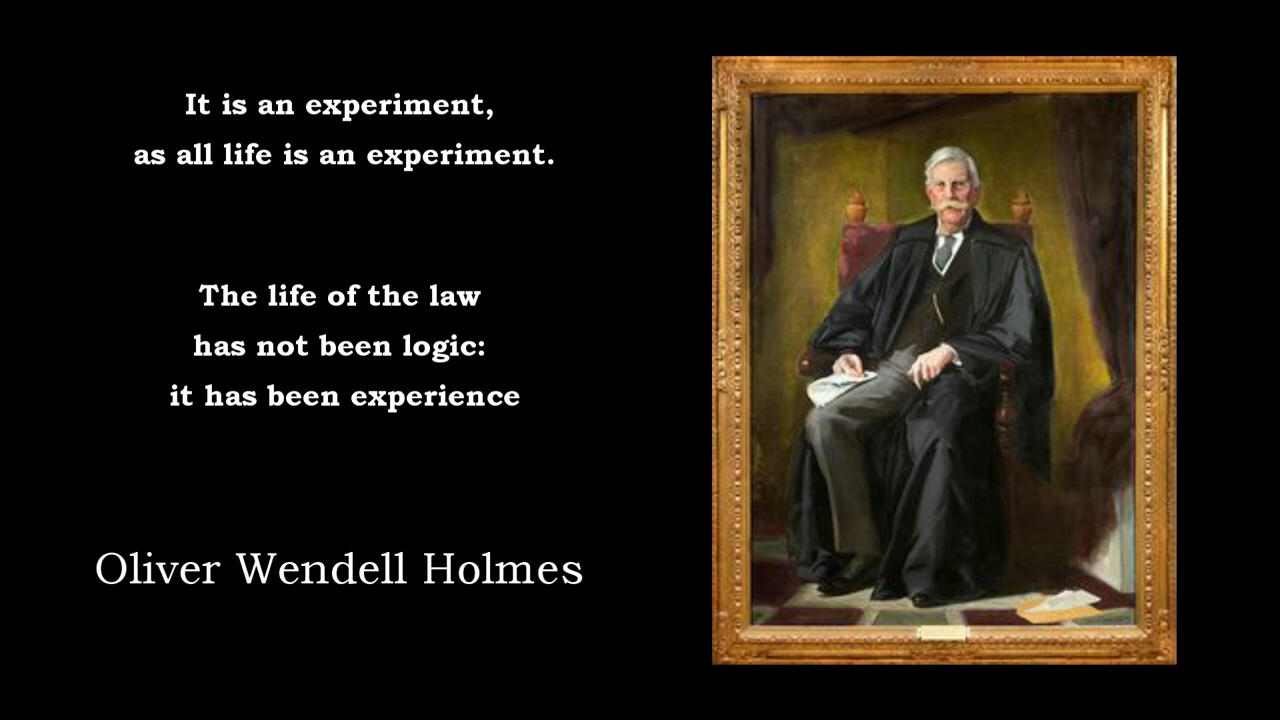 It is an experiment,
as all life is an experiment.
The life of the law
has not been logic:
it has been experience
Oliver Wendell Holmes